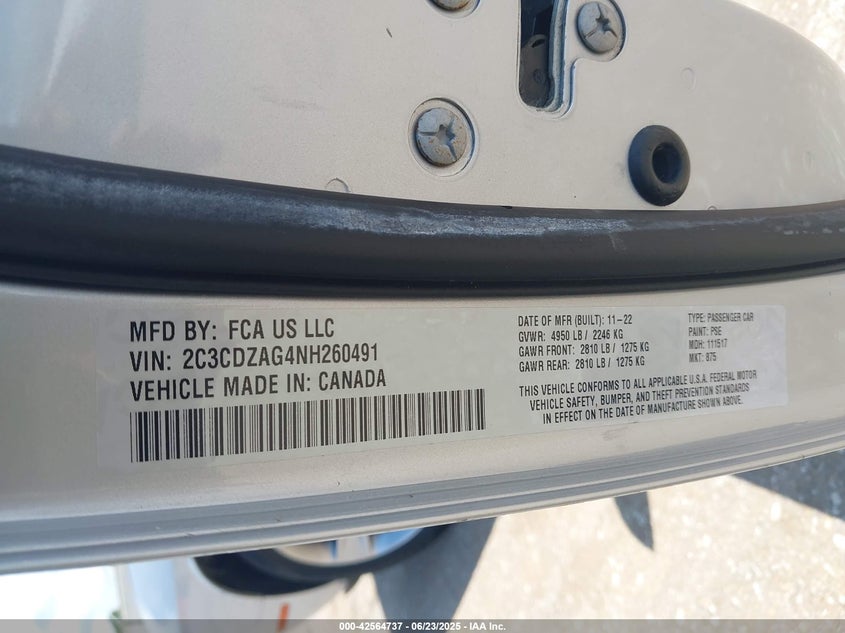 MFD BY: FCA US LLC
VIN: 2C3CDZAG4NH260491
VEHICLE MADE IN: CANADA
DATE OF MFR (BUILT): 11-22
GVWR: 4950 LB / 2246 KG
GAWR FRONT: 2810 LB / 1275 KG
GAWR REAR: 2810 LB / 1275 KG
TYPE: PASSENGER CAR
PAINT: PSE
MDH: 111517
MKT: 875
THIS VEHICLE CONFORMS TO ALL APPLICABLE U.S.A. FEDERAL MOTOR
VEHICLE SAFETY, BUMPER, AND THEFT PREVENTION STANDARDS
IN EFFECT ON THE DATE OF MANUFACTURE SHOWN ABOVE.
000-42564737 - 06/23/2025 - IAA Inc.